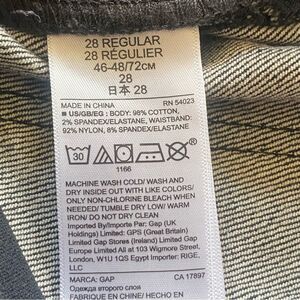 28 REGULAR
28 RÉGULIER
46-48/72CM
28
日本 28
MADE IN CHINA RN 54023
■ US/GB/EG : BODY: 98% COTTON,
2% SPANDEX/ELASTANE, WAISTBAND:
92% NYLON, 8% SPANDEX/ELASTANE
30
1166
MACHINE WASH COLD/ WASH AND
DRY INSIDE OUT WITH LIKE COLORS/
ONLY NON-CHLORINE BLEACH WHEN
NEEDED/ TUMBLE DRY LOW/ WARM
IRON/ DO NOT DRY CLEAN
Imported By/Importe Par: Gap (UK
Holdings) Limited: GPS (Great Britain)
Limited Gap Stores (Ireland) Limited Gap
Europe Limited All at 103 Wigmore Street,
London, W1U 1QS Egypt Importer: RIGE,
LLC
MARCA: GAP CA 17897
Одежда второго слоя
FABRIQUE EN CHINE/ HECHO EN